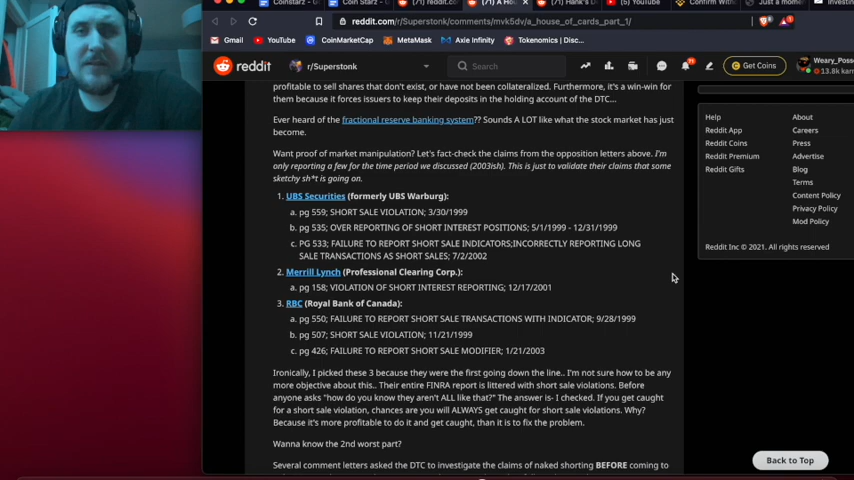 Coinstarz - Goo
Coin Starz - G
reddit.com
(1) A Hous
Hank's D
(5) YouTube
Confirm With
Just a mome
Investing
reddit.com/r/Superstonk/comments/mvk5dv/a_house_of_cards_part_1/
Gmail
YouTube
CoinMarketCap
MetaMask
Axie Infinity
Tokenomics | Disc...
reddit
r/Superstonk
Search
Get Coins
Weary_Poss
13.8k karm
profitable to sell shares that don't exist, or have not been collateralized. Furthermore, it's a win-win for
them because it forces issuers to keep their deposits in the holding account of the DTC...
Ever heard of the fractional reserve banking system?? Sounds A LOT like what the stock market has just
become.
Want proof of market manipulation? Let's fact-check the claims from the opposition letters above. I'm
only reporting a few for the time period we discussed (2003ish). This is just to validate their claims that some
sketchy sh*t is going on.
1. UBS Securities (formerly UBS Warburg):
a. pg 559; SHORT SALE VIOLATION; 3/30/1999
b. pg 535; OVER REPORTING OF SHORT INTEREST POSITIONS; 5/1/1999 - 12/31/1999
c. PG 533; FAILURE TO REPORT SHORT SALE INDICATORS;INCORRECTLY REPORTING LONG
SALE TRANSACTIONS AS SHORT SALES; 7/2/2002
2. Merrill Lynch (Professional Clearing Corp.):
a. pg 158; VIOLATION OF SHORT INTEREST REPORTING; 12/17/2001
3. RBC (Royal Bank of Canada):
a. pg 550; FAILURE TO REPORT SHORT SALE TRANSACTIONS WITH INDICATOR; 9/28/1999
b. pg 507; SHORT SALE VIOLATION; 11/21/1999
c. pg 426; FAILURE TO REPORT SHORT SALE MODIFIER; 1/21/2003
Ironically, I picked these 3 because they were the first going down the line.. I'm not sure how to be any
more objective about this.. Their entire FINRA report is littered with short sale violations. Before
anyone asks "how do you know they aren't ALL like that?" The answer is- I checked. If you get caught
for a short sale violation, chances are you will ALWAYS get caught for short sale violations. Why?
Because it's more profitable to do it and get caught, than it is to fix the problem.
Wanna know the 2nd worst part?
Several comment letters asked the DTC to investigate the claims of naked shorting BEFORE coming to
Help
About
Reddit App
Careers
Reddit Coins
Press
Reddit Premium
Advertise
Reddit Gifts
Blog
Terms
Content Policy
Privacy Policy
Mod Policy
Reddit Inc © 2021. All rights reserved
Back to Top